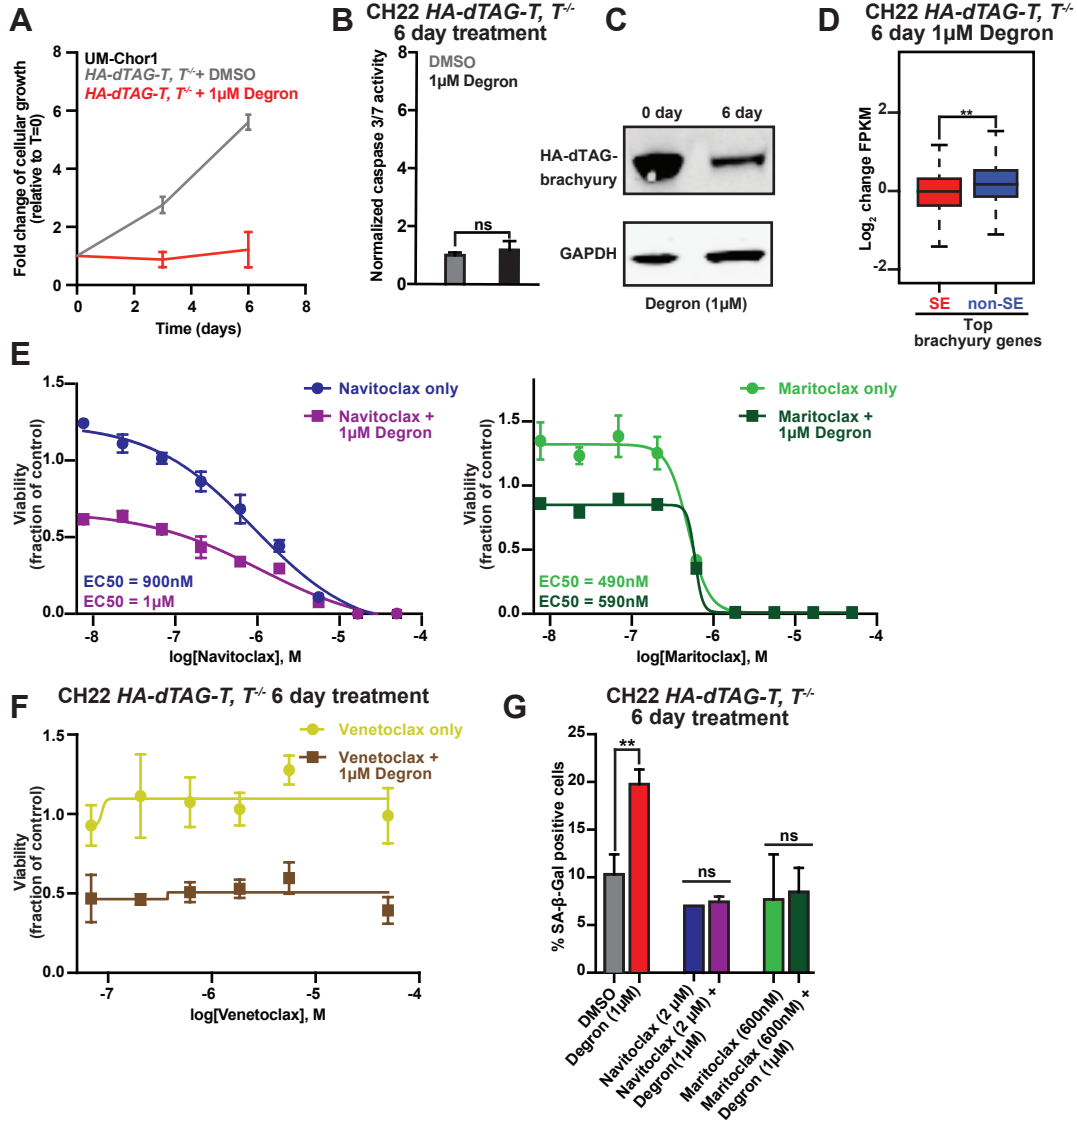 A
UM-Chor1
HA-dTAG-T, T-/- + DMSO
HA-dTAG-T, T-/- + 1µM Degron
Fold change of cellular growth
(relative to T=0)
8
6
4
2
0
0 2 4 6 8
Time (days)
B
CH22 HA-dTAG-T, T-/-
6 day treatment
DMSO
1µM Degron
Normalized caspase 3/7 activity
8
6
4
2
0
ns
C
0 day 6 day
HA-dTAG-
brachyury
GAPDH
Degron (1µM)
D
CH22 HA-dTAG-T, T-/-
6 day 1µM Degron
Log2 change FPKM
2
0
-2
**
SE non-SE
Top
brachyury genes
E
Viability
(fraction of control)
1.5
1.0
0.5
0.0
Navitoclax only
Navitoclax +
1µM Degron
EC50 = 900nM
EC50 = 1µM
-8 -7 -6 -5 -4
log[Navitoclax], M
Viability
(fraction of control)
1.5
1.0
0.5
0.0
Maritoclax only
Maritoclax +
1µM Degron
EC50 = 490nM
EC50 = 590nM
-8 -7 -6 -5 -4
log[Maritoclax], M
F
CH22 HA-dTAG-T, T-/- 6 day treatment
Viability
(fraction of contrrol)
1.5
1.0
0.5
0.0
Venetoclax only
Venetoclax +
1µM Degron
-7 -6 -5 -4
log[Venetoclax], M
G
CH22 HA-dTAG-T, T-/-
6 day treatment
% SA-β-Gal positive cells
25
20
15
10
5
0
**
ns
ns
DMSO
Degron (1µM)
Navitoclax (2 µM)
Navitoclax (2 µM) +
Degron(1µM)
Maritoclax (600nM)
Maritoclax (600nM) +
Degron (1µM)